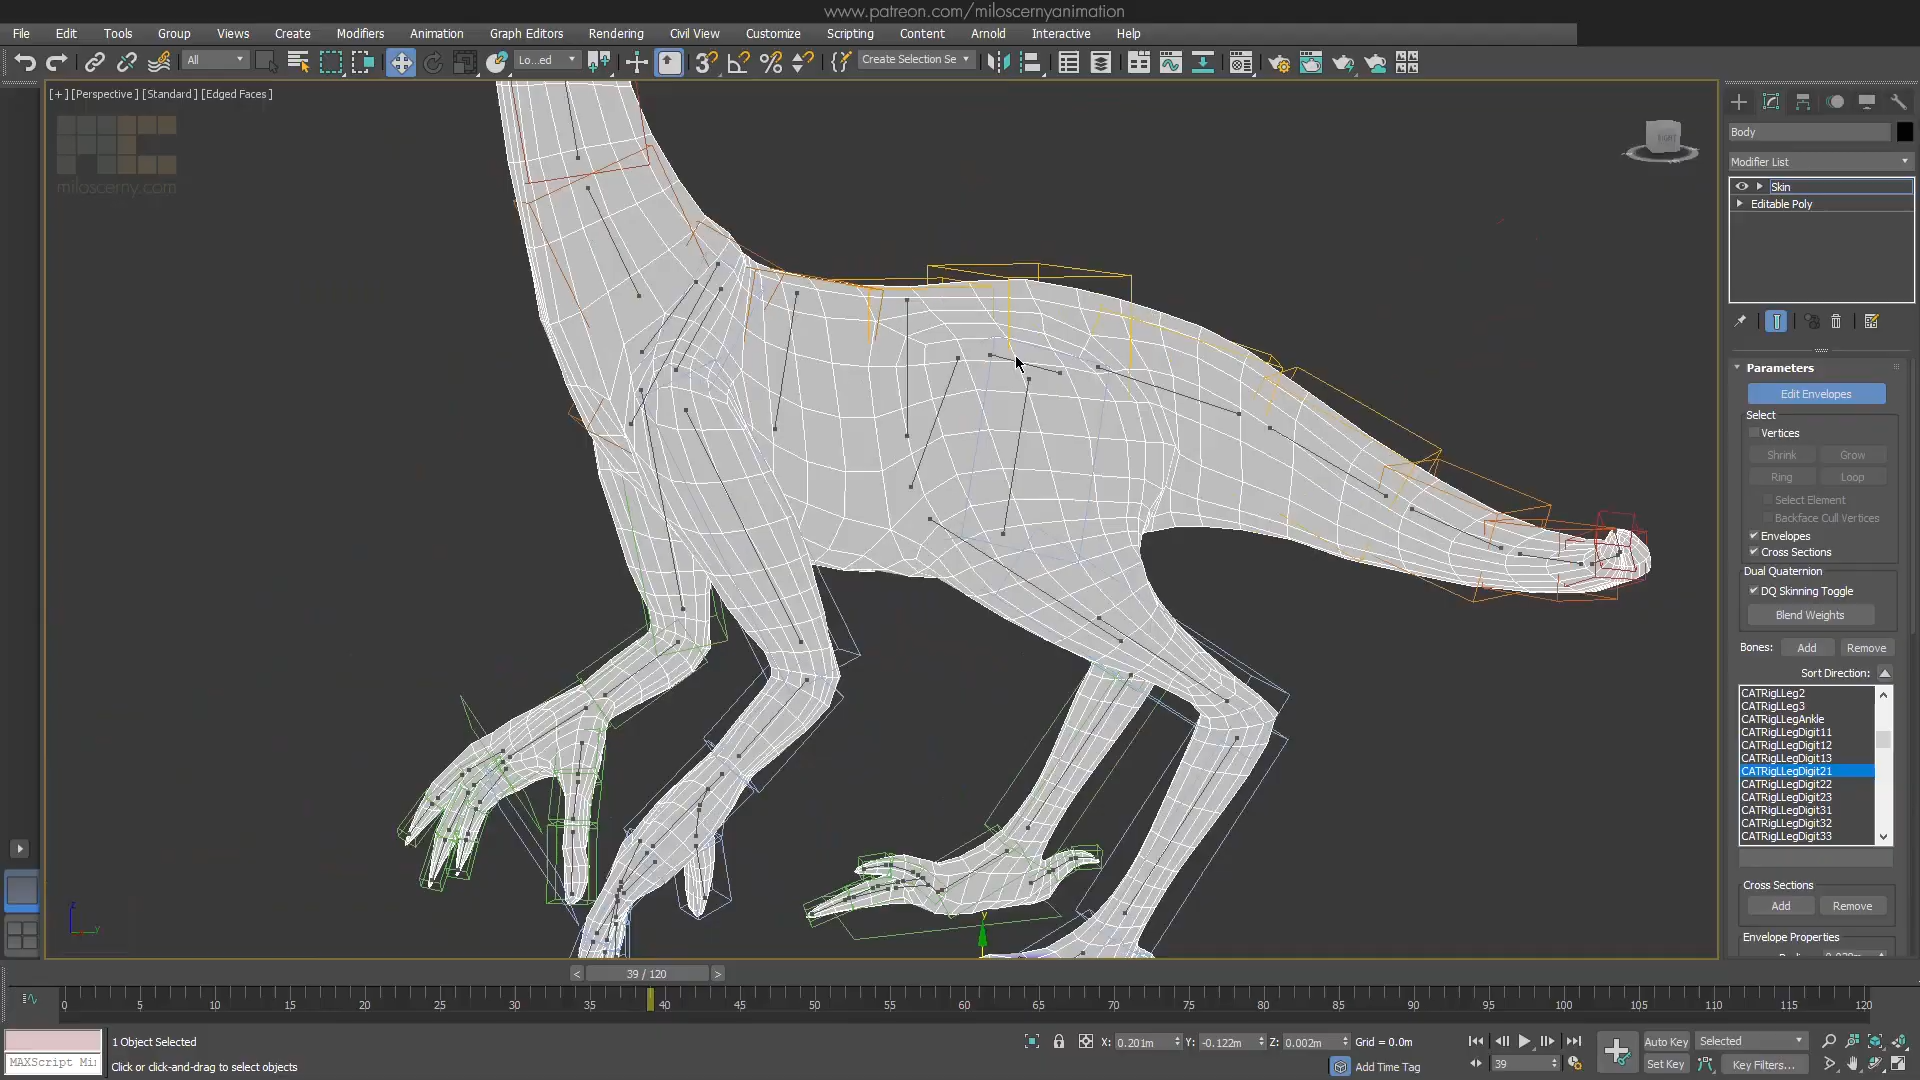 www.patreon.com/miloscernyanimation
File Edit Tools Group Views Create Modifiers Animation Graph Editors Rendering Civil View Customize Scripting Content Arnold Interactive Help
All Lo...ed Create Selection Se
[+] [Perspective] [Standard] [Edged Faces]
miloscerny.com
RIGHT
Body
Modifier List
Skin
Editable Poly
Parameters
Edit Envelopes
Select
Vertices
Shrink Grow
Ring Loop
Select Element
Backface Cull Vertices
Envelopes
Cross Sections
Dual Quaternion
DQ Skinning Toggle
Blend Weights
Bones: Add Remove
Sort Direction:
CATRigLLeg2
CATRigLLeg3
CATRigLLegAnkle
CATRigLLegDigit11
CATRigLLegDigit12
CATRigLLegDigit13
CATRigLLegDigit21
CATRigLLegDigit22
CATRigLLegDigit23
CATRigLLegDigit31
CATRigLLegDigit32
CATRigLLegDigit33
Cross Sections
Add Remove
Envelope Properties
z
y
y
< 39 / 120 >
0 5 10 15 20 25 30 35 40 45 50 55 60 65 70 75 80 85 90 95 100 105 110 115 120
MAXScript Mi
1 Object Selected
Click or click-and-drag to select objects
X: 0.201m Y: -0.122m Z: 0.002m Grid = 0.0m
Add Time Tag
39
Auto Key Selected
Set Key Key Filters...